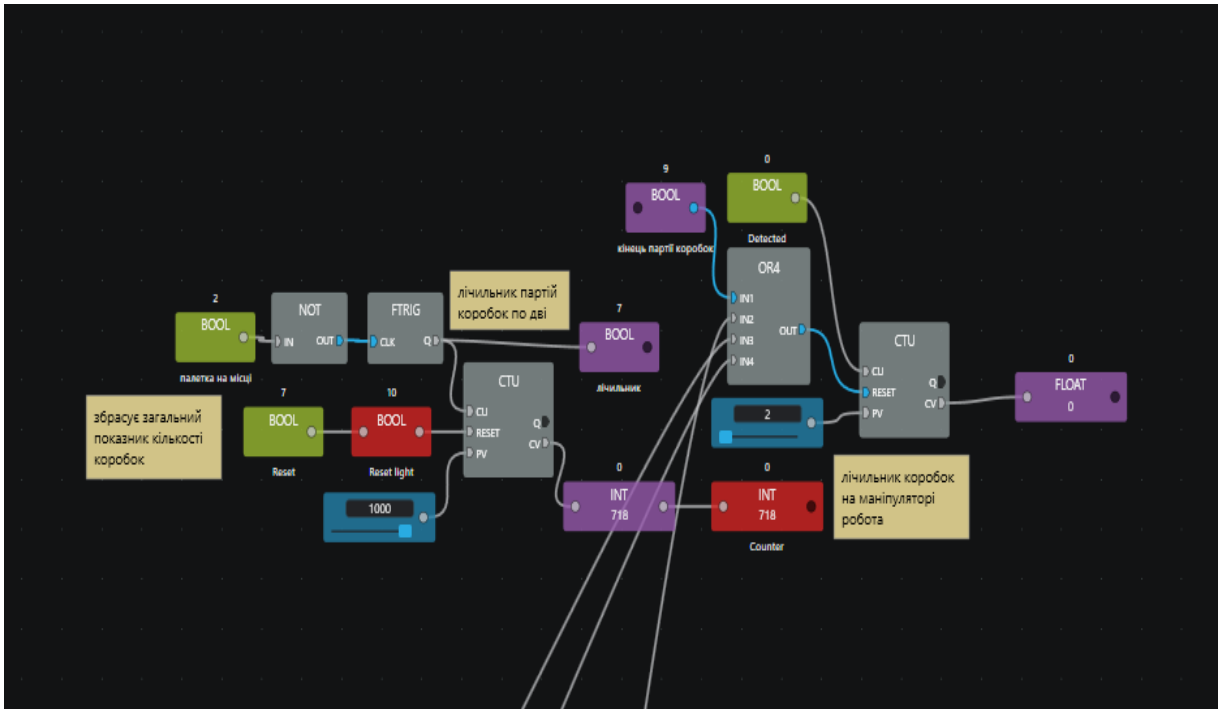 9
BOOL
кінець партії коробок
0
BOOL
Detected
OR4
IN1
IN2
IN3
IN4
OUT
2
BOOL
палетка на місці
NOT
IN
OUT
FTRIG
CLK
Q
лічильник партій
коробок по дві
7
BOOL
лічильник
збрасує загальний
показник кількості
коробок
7
BOOL
Reset
10
BOOL
Reset light
CTU
CU
RESET
PV
Q
CV
1000
0
INT
718
0
INT
718
Counter
2
CTU
CU
RESET
PV
Q
CV
0
FLOAT
0
лічильник коробок
на маніпуляторі
робота